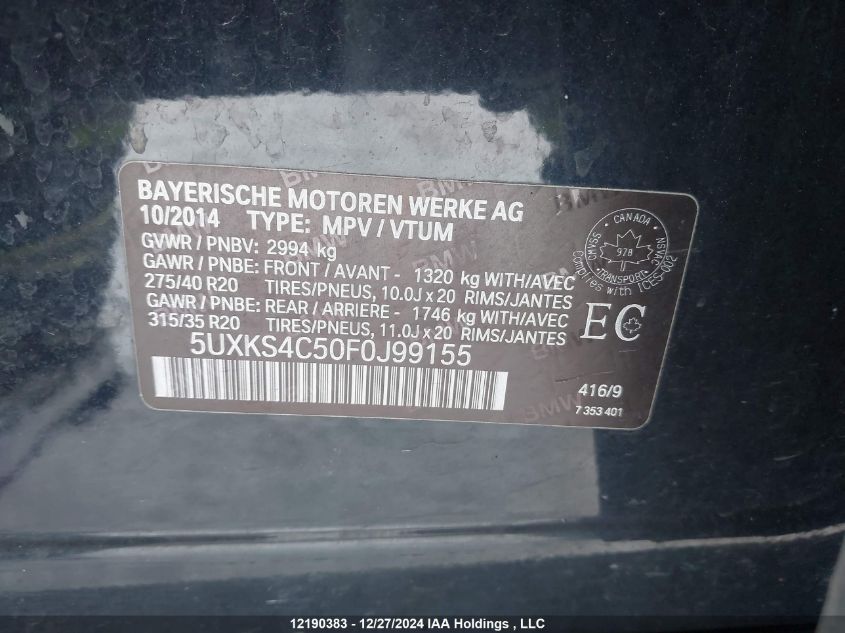 BAYERISCHE MOTOREN WERKE AG
10/2014 TYPE: MPV / VTUM
GVWR / PNBV: 2994 kg
GAWR / PNBE: FRONT / AVANT - 1320 kg WITH/AVEC
275/40 R20 TIRES/PNEUS, 10.0J x 20 RIMS/JANTES
GAWR / PNBE: REAR / ARRIERE - 1746 kg WITH/AVEC
315/35 R20 TIRES/PNEUS, 11.0J x 20 RIMS/JANTES
5UXKS4C50F0J99155
CANADA
CMVSS
NSVAC
978
TRANSPORT
Complies with ICES-002
EC
416/9
7 353 401
BMW
12190383 - 12/27/2024 IAA Holdings , LLC